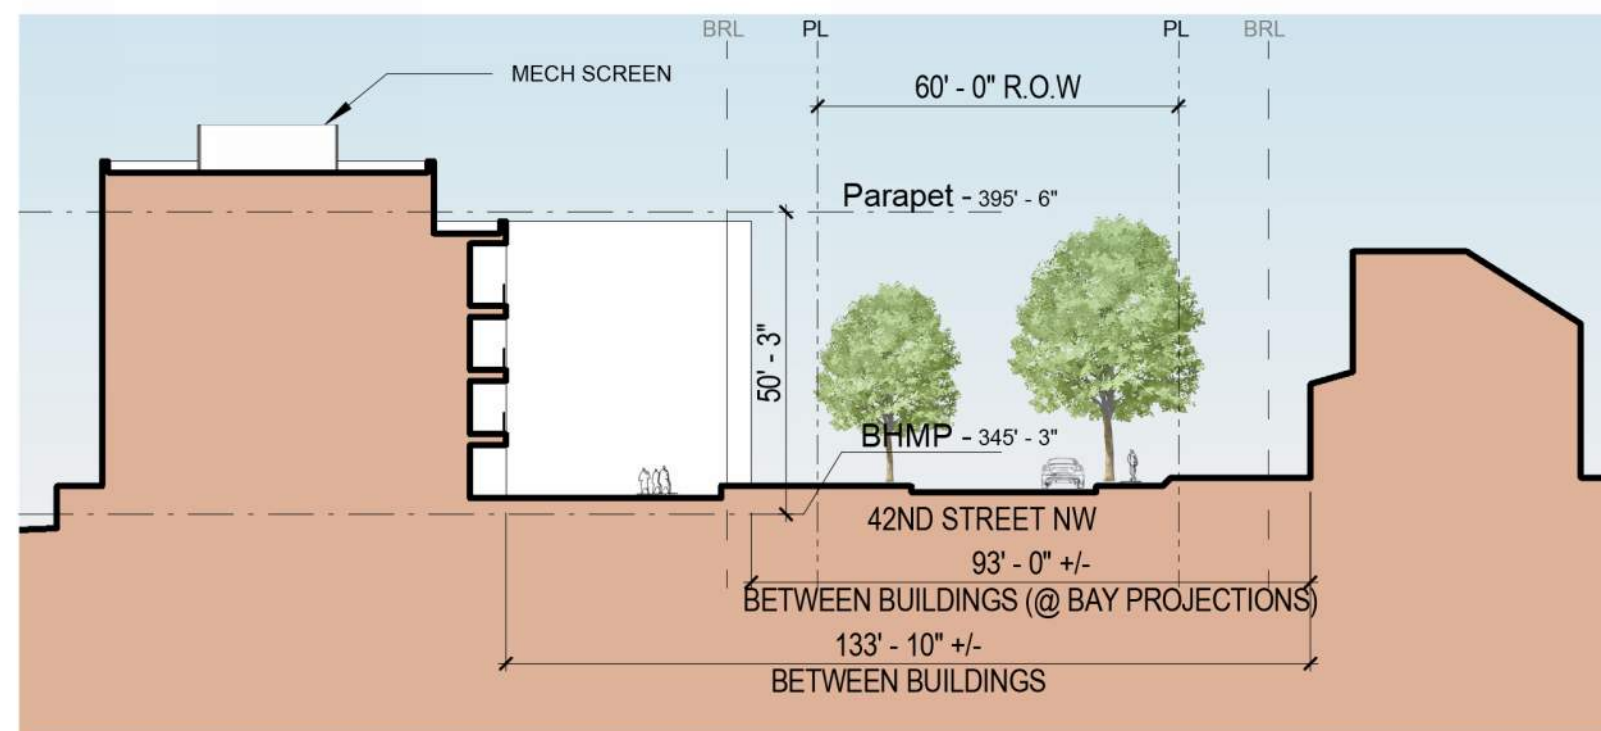 BRL
PL
PL
BRL
MECH SCREEN
60' - 0" R.O.W
Parapet - 395' - 6"
50' - 3"
BHMP - 345' - 3"
42ND STREET NW
93' - 0" +/-
BETWEEN BUILDINGS (@ BAY PROJECTIONS)
133' - 10" +/-
BETWEEN BUILDINGS